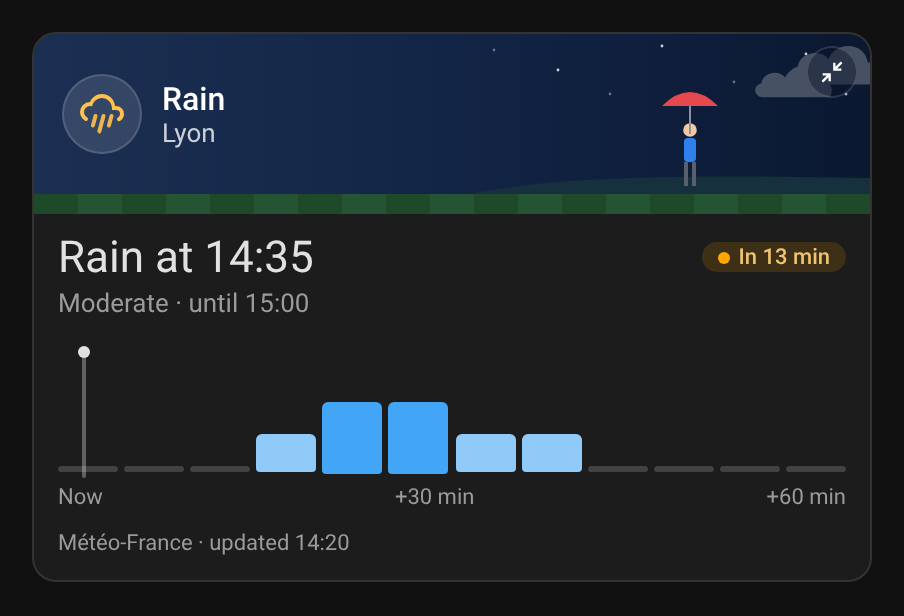 Rain
Lyon
Rain at 14:35
In 13 min
Moderate · until 15:00
Now
+30 min
+60 min
Météo-France · updated 14:20